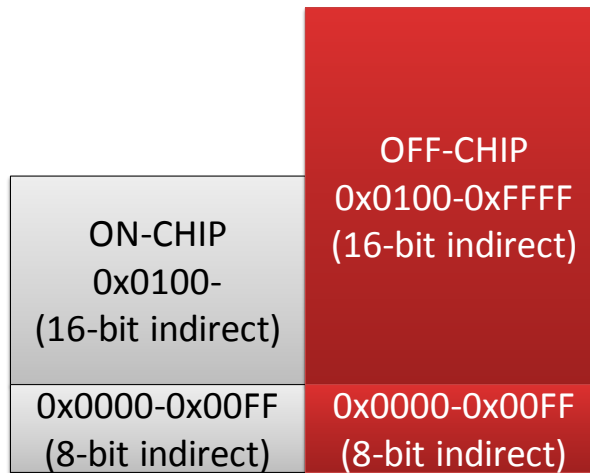 ON-CHIP
0x0100-
(16-bit indirect)
0x0000-0x00FF
(8-bit indirect)
OFF-CHIP
0x0100-0xFFFF
(16-bit indirect)
0x0000-0x00FF
(8-bit indirect)